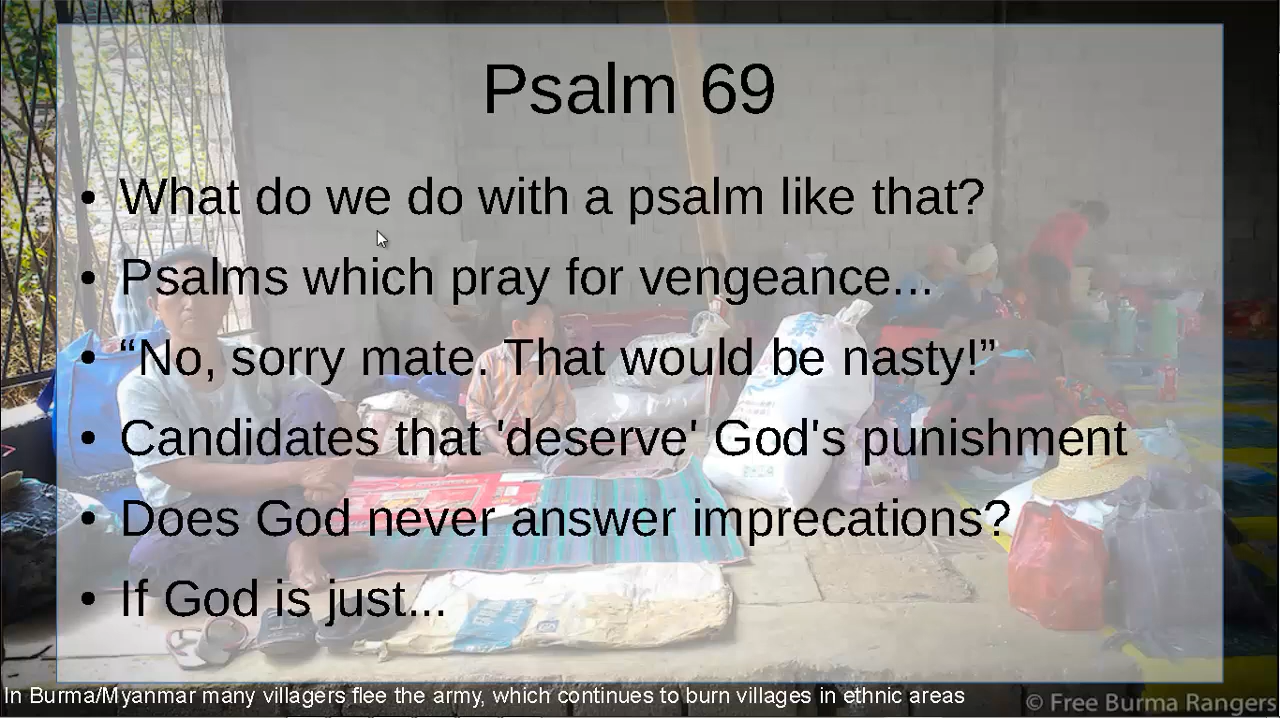 Psalm 69
• What do we do with a psalm like that?
• Psalms which pray for vengeance...
• “No, sorry mate. That would be nasty!”
• Candidates that 'deserve' God's punishment
• Does God never answer imprecations?
• If God is just...
In Burma/Myanmar many villagers flee the army, which continues to burn villages in ethnic areas
© Free Burma Rangers